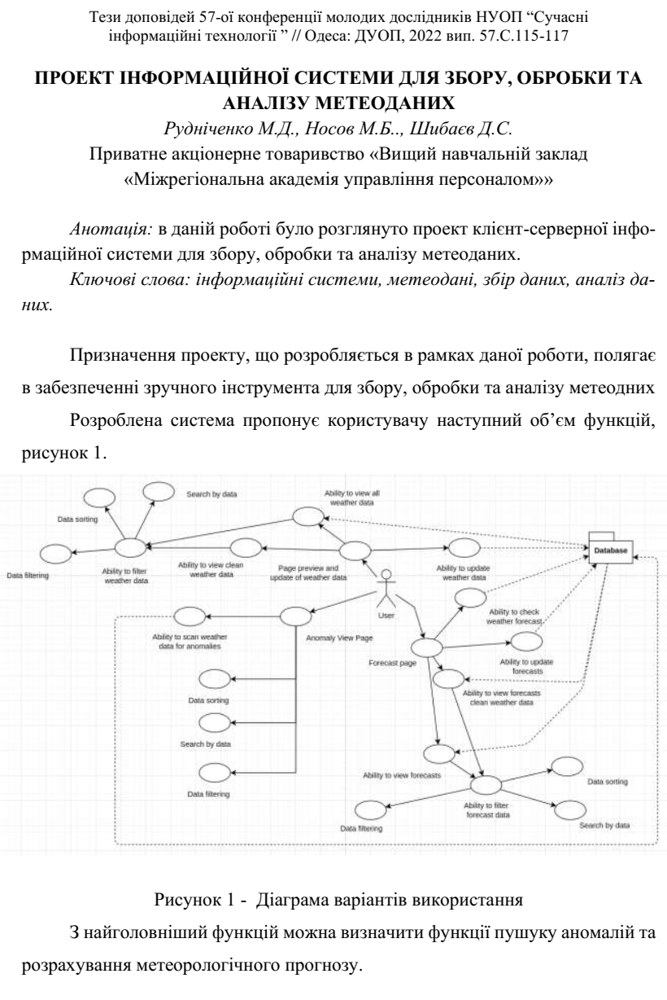 Тези доповідей 57-ої конференції молодих дослідників НУОП “Сучасні
інформаційні технології ” // Одеса: ДУОП, 2022 вип. 57.С.115-117
ПРОЕКТ ІНФОРМАЦІЙНОЇ СИСТЕМИ ДЛЯ ЗБОРУ, ОБРОБКИ ТА
АНАЛІЗУ МЕТЕОДАНИХ
Рудніченко М.Д., Носов М.Б.., Шибаєв Д.С.
Приватне акціонерне товаривство «Вищий навчальній заклад
«Міжрегіональна академія управління персоналом»»
Анотація: в даній роботі було розглянуто проект клієнт-серверної інфо-
рмаційної системи для збору, обробки та аналізу метеоданих.
Ключові слова: інформаційні системи, метеодані, збір даних, аналіз да-
них.
Призначення проекту, що розробляється в рамках даної роботи, полягає
в забезпеченні зручного інструмента для збору, обробки та аналізу метеодних
Розроблена система пропонує користувачу наступний об’єм функцій,
рисунок 1.
Search by data
Ability to view all
weather data
Data sorting
Database
Data filtering
Ability to filter
weather data
Ability to view clean
weather data
Page preview and
update of weather data
Ability to update
weather data
User
Ability to check
weather forecast
Ability to scan weather
data for anomalies
Anomaly View Page
Forecast page
Ability to update
forecasts
Data sorting
Ability to view forecasts
clean weather data
Search by data
Ability to view forecasts
Data filtering
Data sorting
Ability to filter
forecast data
Data filtering
Search by data
Рисунок 1 - Діаграма варіантів використання
З найголовніший функцій можна визначити функції пушуку аномалій та
розрахування метеорологічного прогнозу.